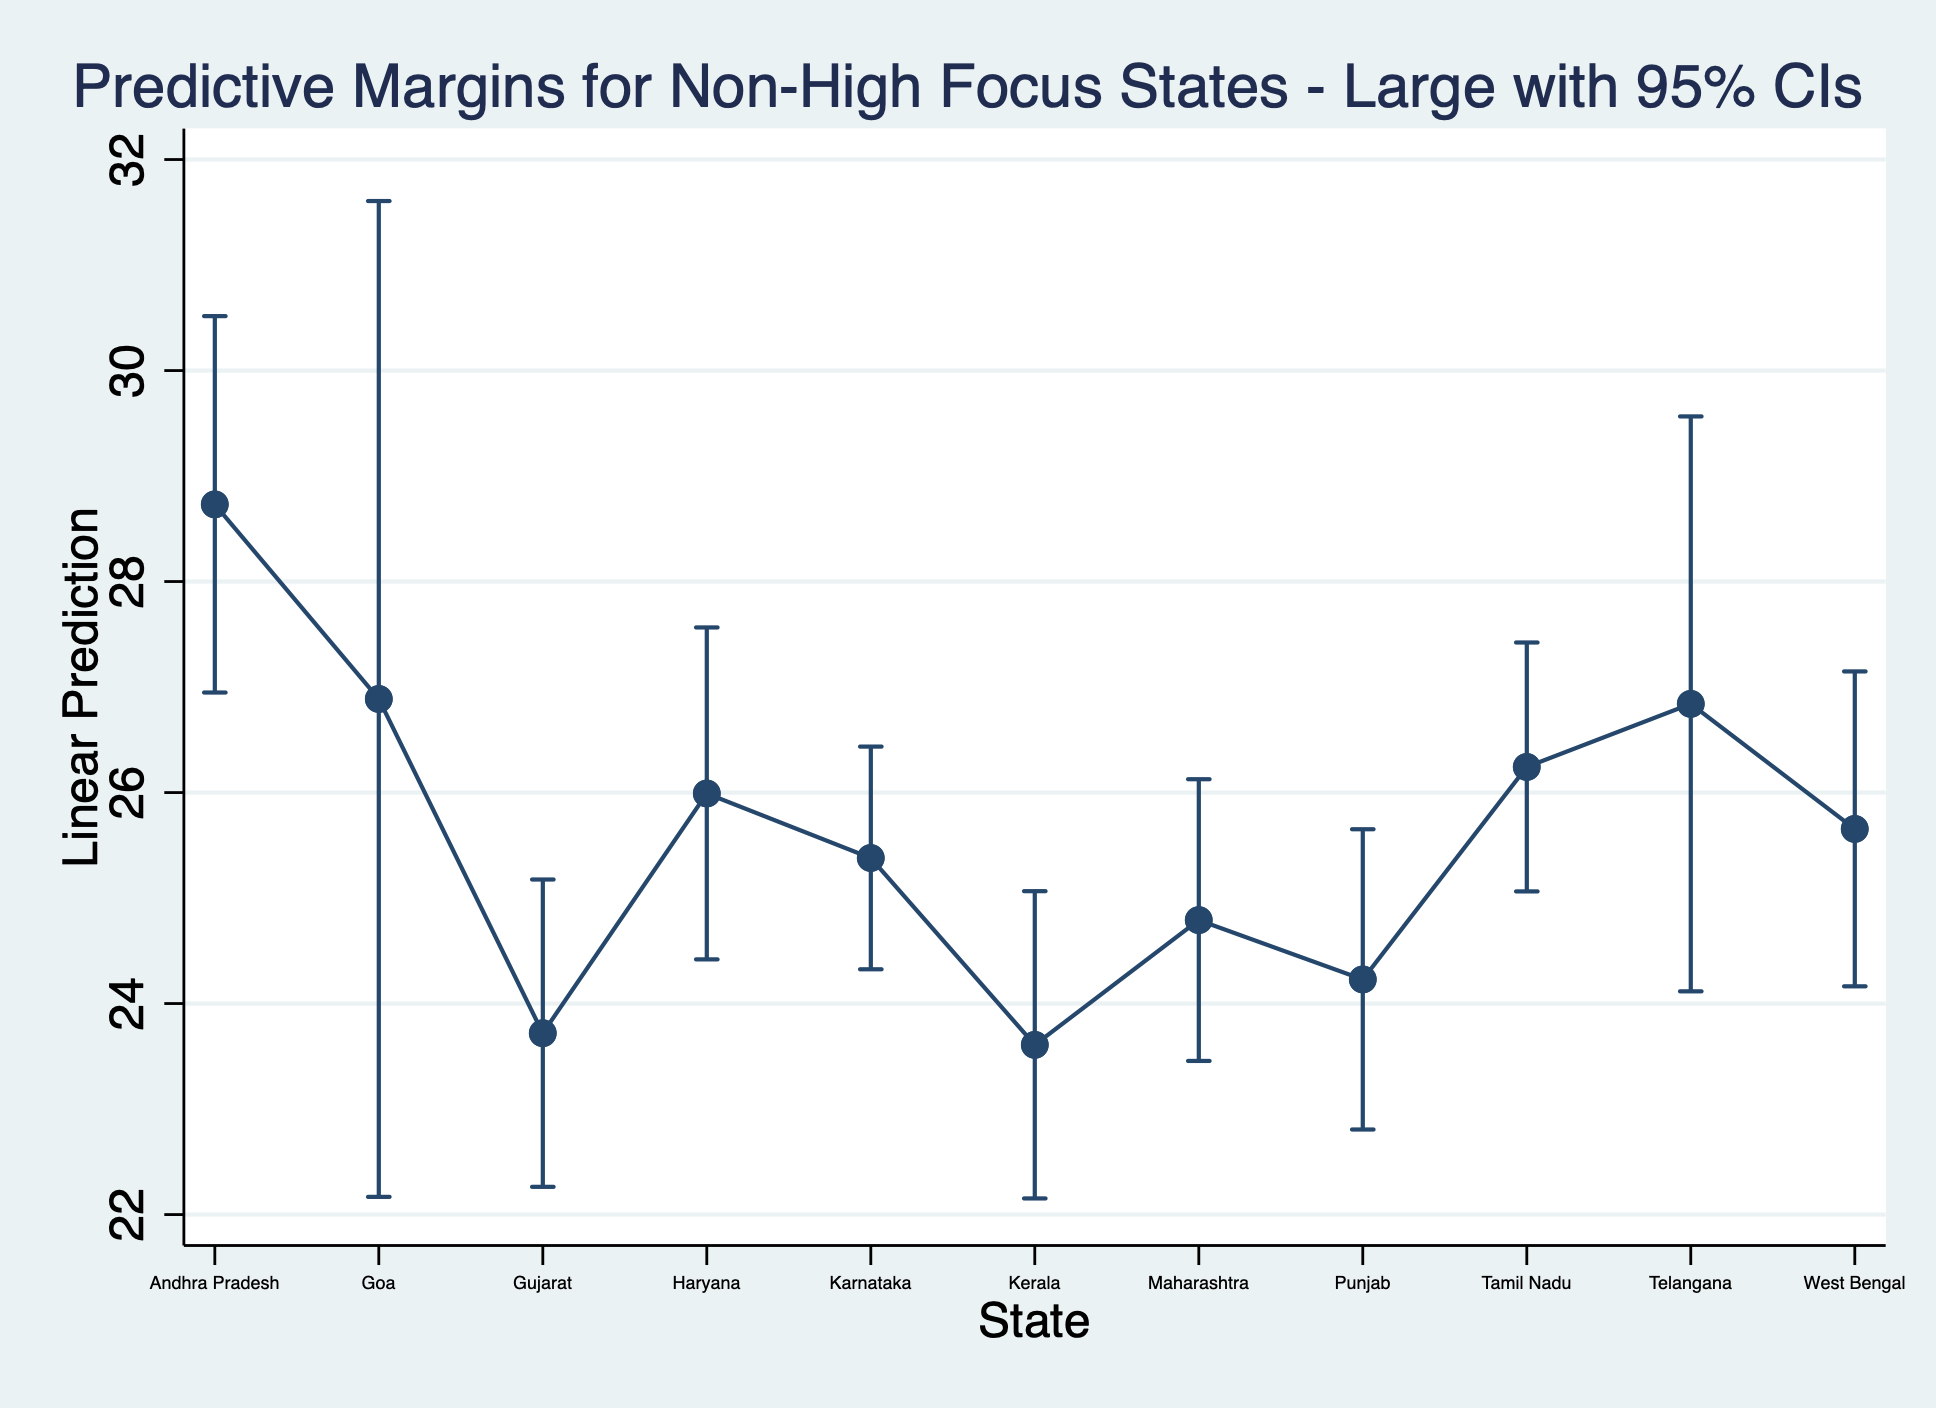 Predictive Margins for Non-High Focus States - Large with 95% CIs
Linear Prediction
32
30
28
26
24
22
Andhra Pradesh Goa Gujarat Haryana Karnataka Kerala Maharashtra Punjab Tamil Nadu Telangana West Bengal
State